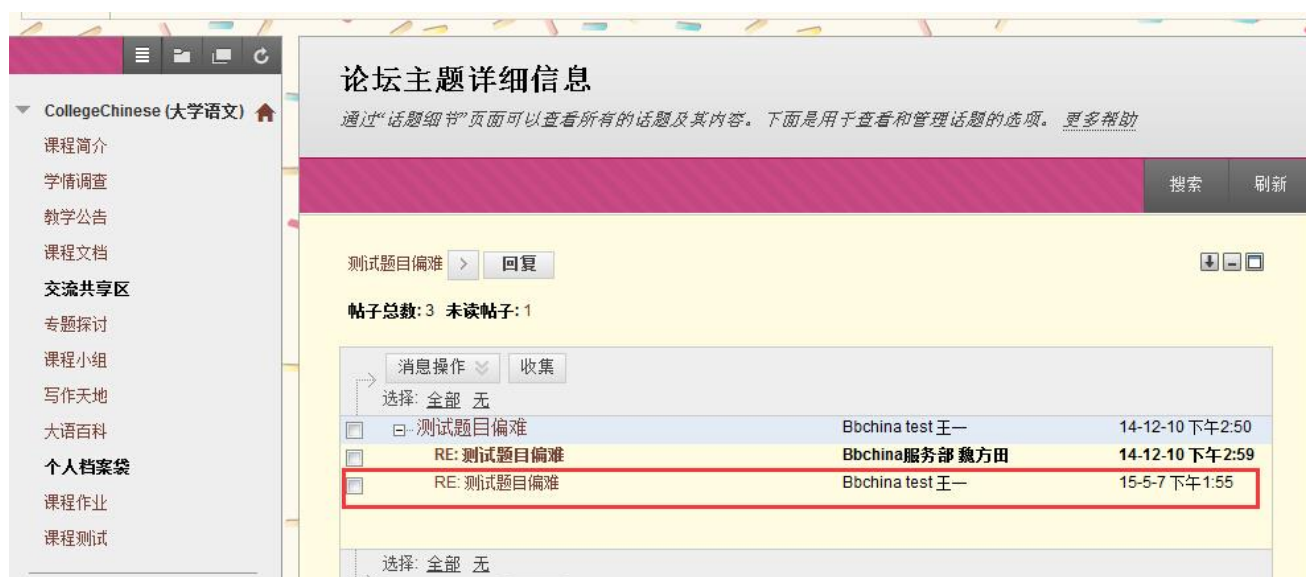 CollegeChinese (大学语文)
课程简介
学情调查
教学公告
课程文档
交流共享区
专题探讨
课程小组
写作天地
大语百科
个人档案袋
课程作业
课程测试
论坛主题详细信息
通过“话题细节”页面可以查看所有的话题及其内容。下面是用于查看和管理话题的选项。 更多帮助
搜索 刷新
测试题目偏难 > 回复
帖子总数: 3 未读帖子: 1
消息操作 收集
选择: 全部 无
测试题目偏难 Bbchina test 王一 14-12-10 下午2:50
RE: 测试题目偏难 Bbchina服务部 魏方田 14-12-10 下午2:59
RE: 测试题目偏难 Bbchina test 王一 15-5-7 下午1:55
选择: 全部 无